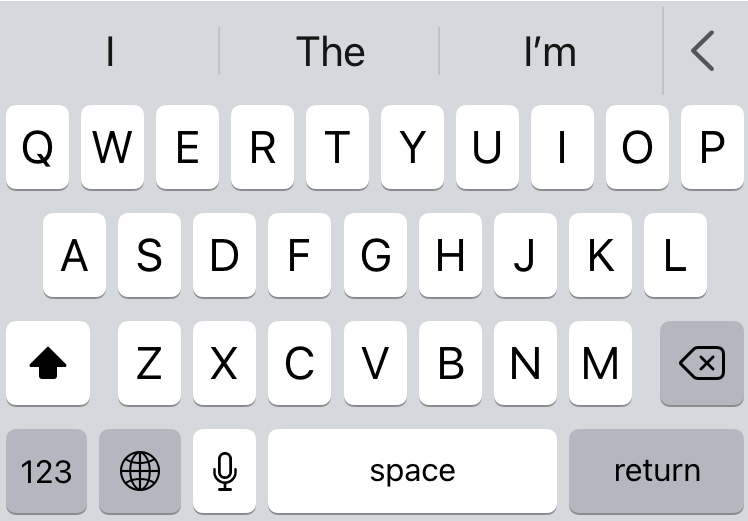 I The I’m
Q W E R T Y U I O P
A S D F G H J K L
Z X C V B N M
123 space return